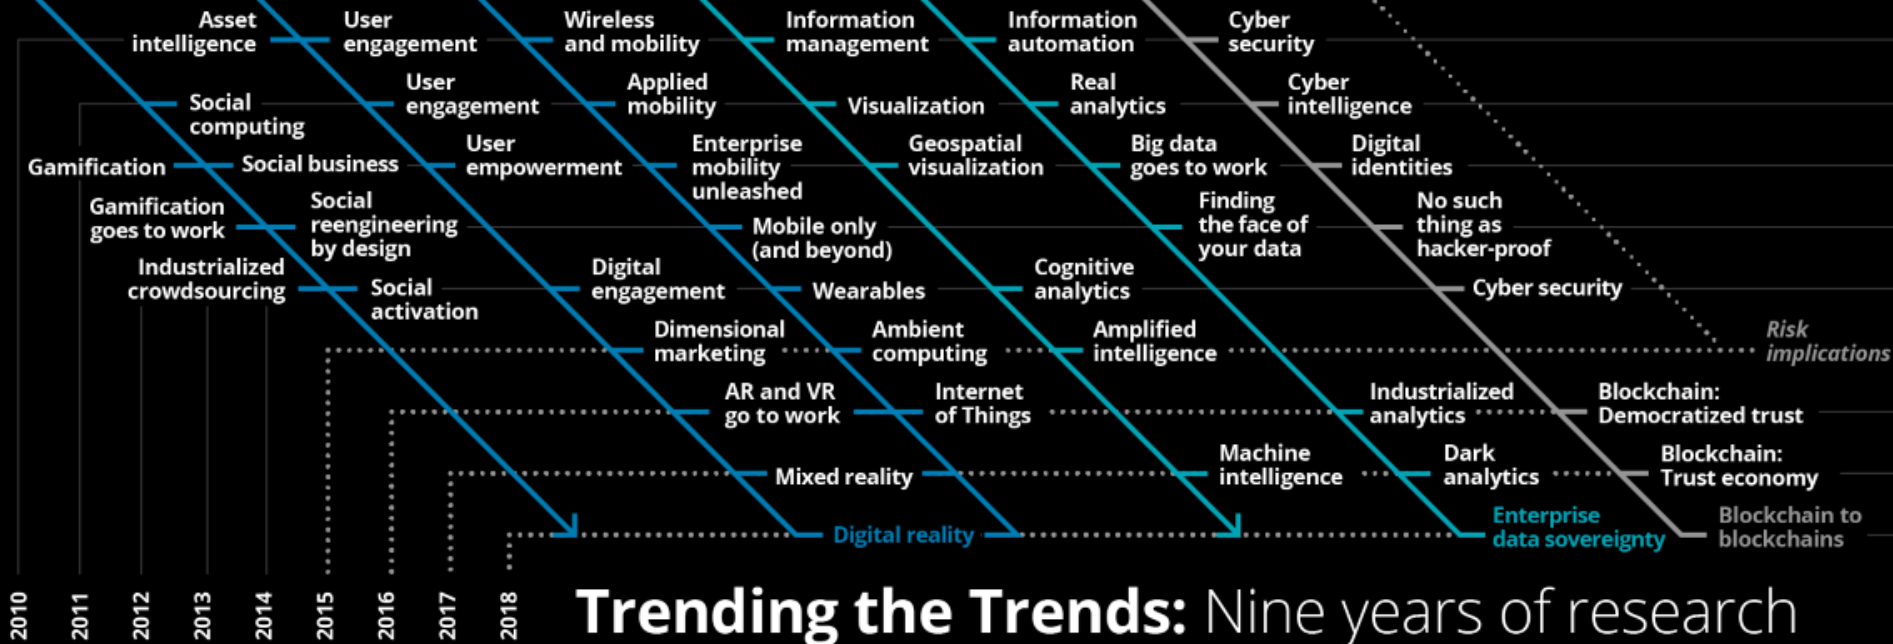 Asset
intelligence
User
engagement
Wireless
and mobility
Information
management
Information
automation
Cyber
security
Social
computing
User
engagement
Applied
mobility
Visualization
Real
analytics
Cyber
intelligence
Gamification
Social business
User
empowerment
Enterprise
mobility
unleashed
Geospatial
visualization
Big data
goes to work
Digital
identities
Gamification
goes to work
Social
reengineering
by design
Mobile only
(and beyond)
Finding
the face of
your data
No such
thing as
hacker-proof
Industrialized
crowdsourcing
Social
activation
Digital
engagement
Wearables
Cognitive
analytics
Cyber security
Dimensional
marketing
Ambient
computing
Amplified
intelligence
Risk
implications
AR and VR
go to work
Internet
of Things
Industrialized
analytics
Blockchain:
Democratized trust
Mixed reality
Machine
intelligence
Dark
analytics
Blockchain:
Trust economy
Digital reality
Enterprise
data sovereignty
Blockchain to
blockchains
2010
2011
2012
2013
2014
2015
2016
2017
2018
Trending the Trends: Nine years of research